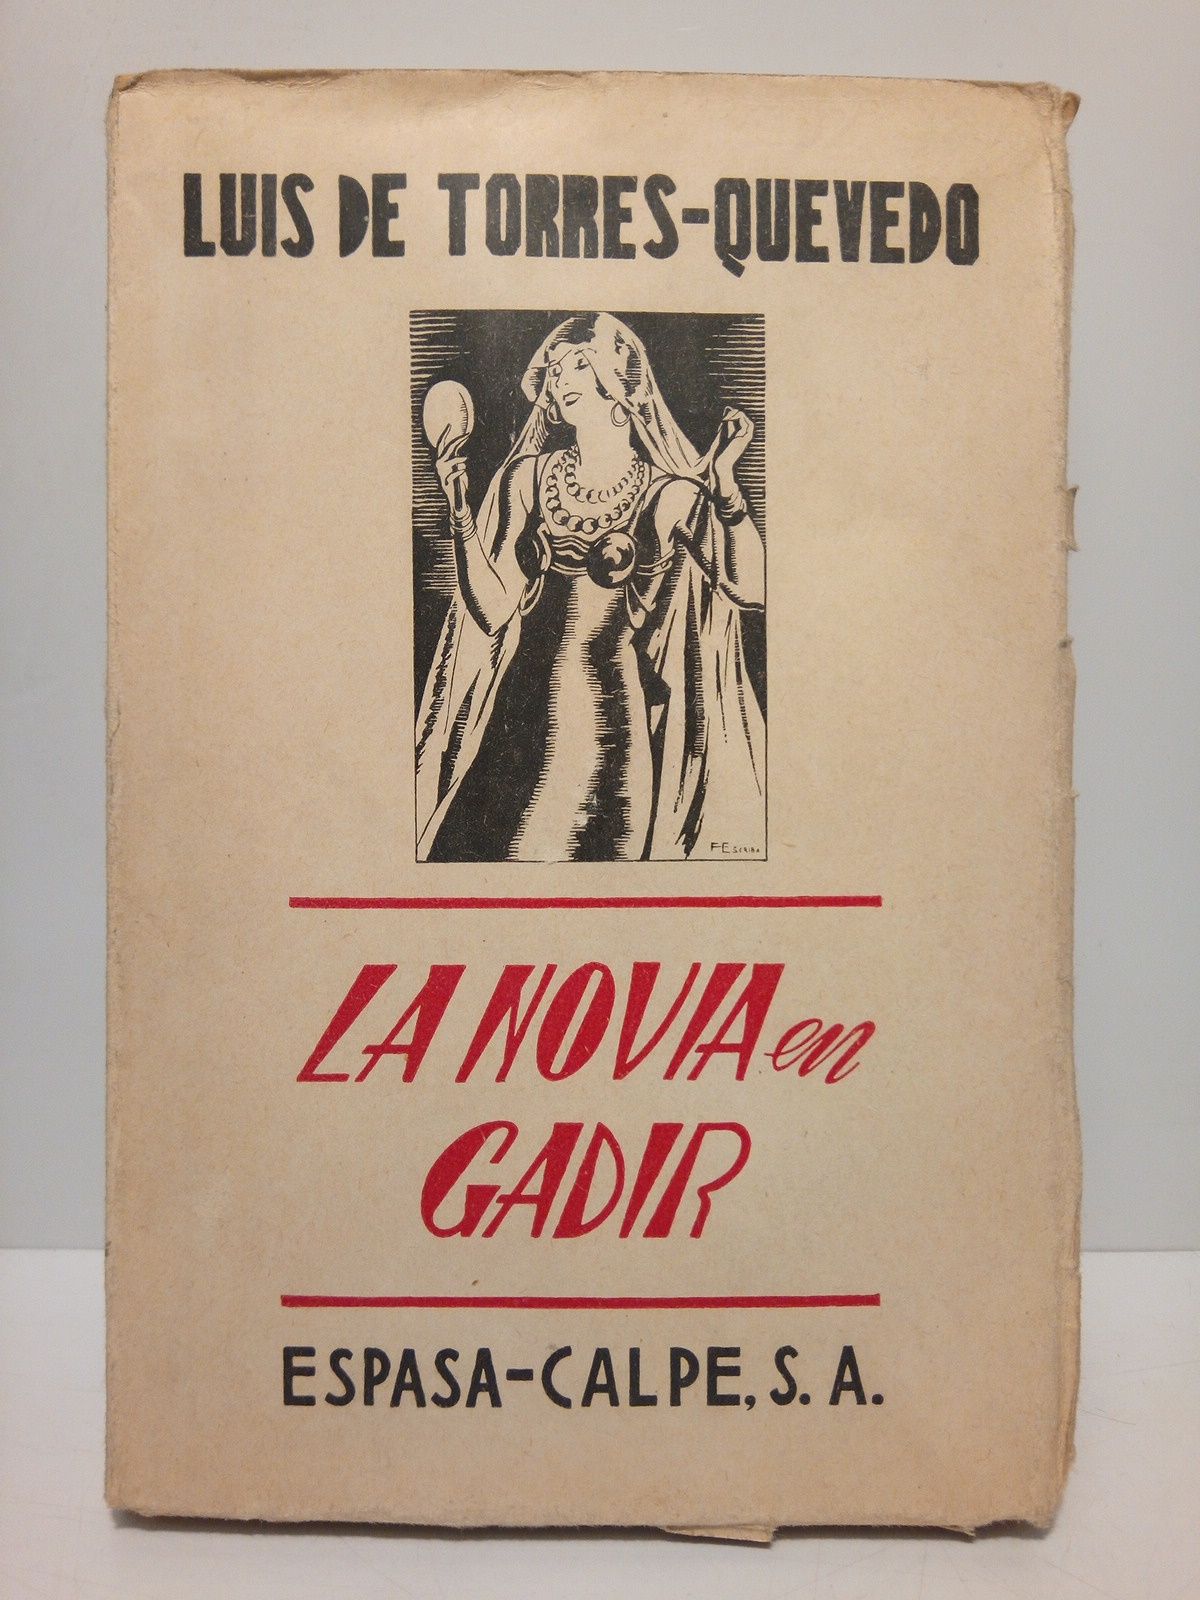 LUIS DE TORRES-QUEVEDO
F ESCRIBA
LA NOVIA en
GADIR
ESPASA-CALPE, S. A.